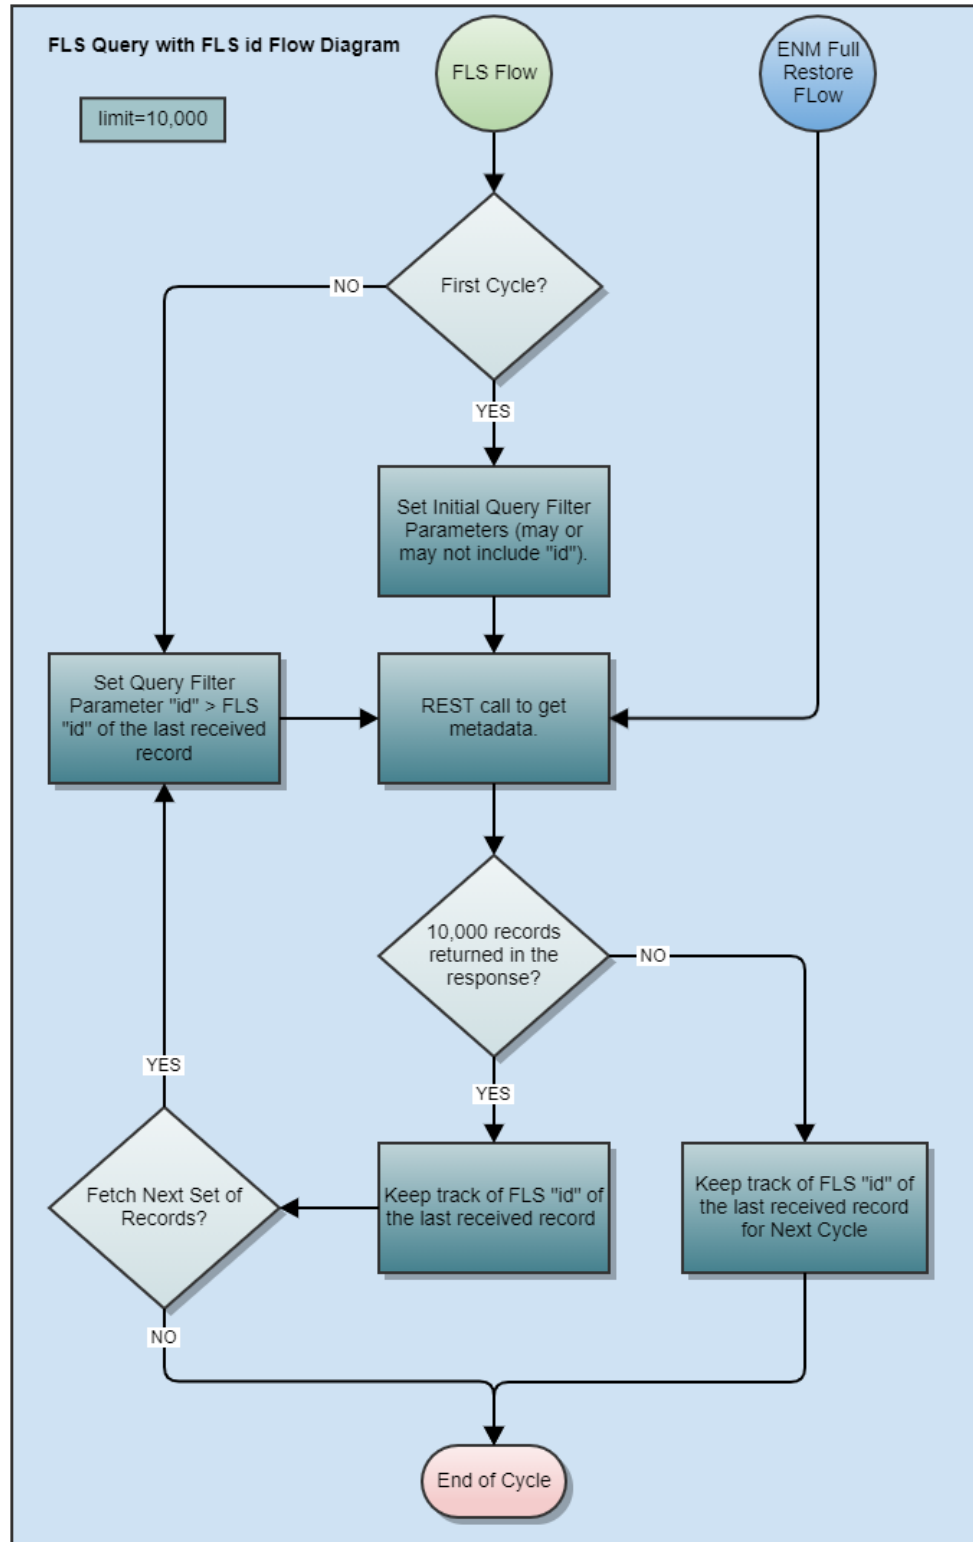 FLS Query with FLS id Flow Diagram
limit=10,000
FLS Flow
ENM Full
Restore
FLow
First Cycle?
NO
YES
Set Initial Query Filter
Parameters (may or
may not include "id").
Set Query Filter
Parameter "id" > FLS
"id" of the last received
record
REST call to get
metadata.
10,000 records
returned in the
response?
NO
YES
YES
Fetch Next Set of
Records?
Keep track of FLS "id" of
the last received record
Keep track of FLS "id" of
the last received record
for Next Cycle
NO
End of Cycle